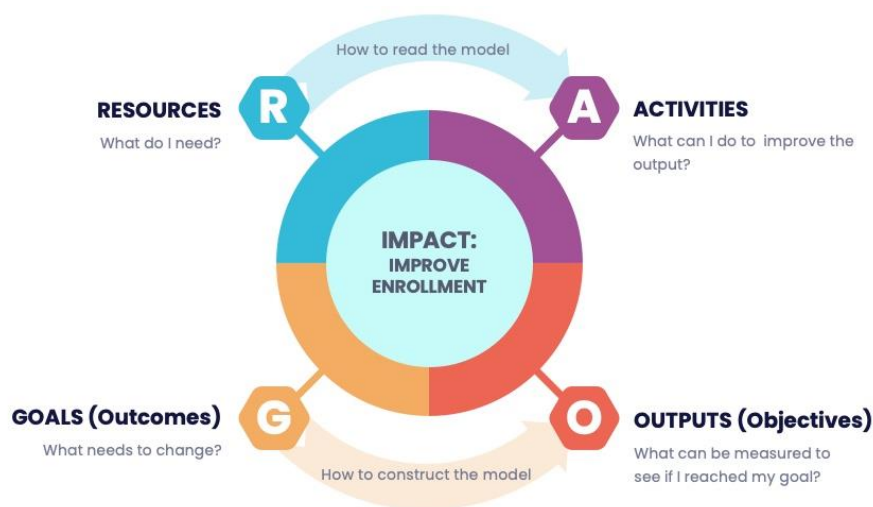 How to read the model
R
RESOURCES
What do I need?
A
ACTIVITIES
What can I do to improve the
output?
IMPACT:
IMPROVE
ENROLLMENT
GOALS (Outcomes)
What needs to change?
G
O
OUTPUTS (Objectives)
What can be measured to
see if I reached my goal?
How to construct the model